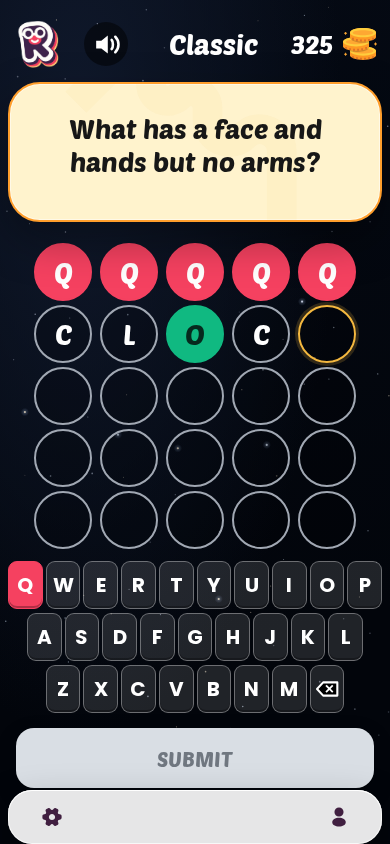 R
Classic
325
What has a face and
hands but no arms?
Q Q Q Q Q
C L O C
Q W E R T Y U I O P
A S D F G H J K L
Z X C V B N M
SUBMIT